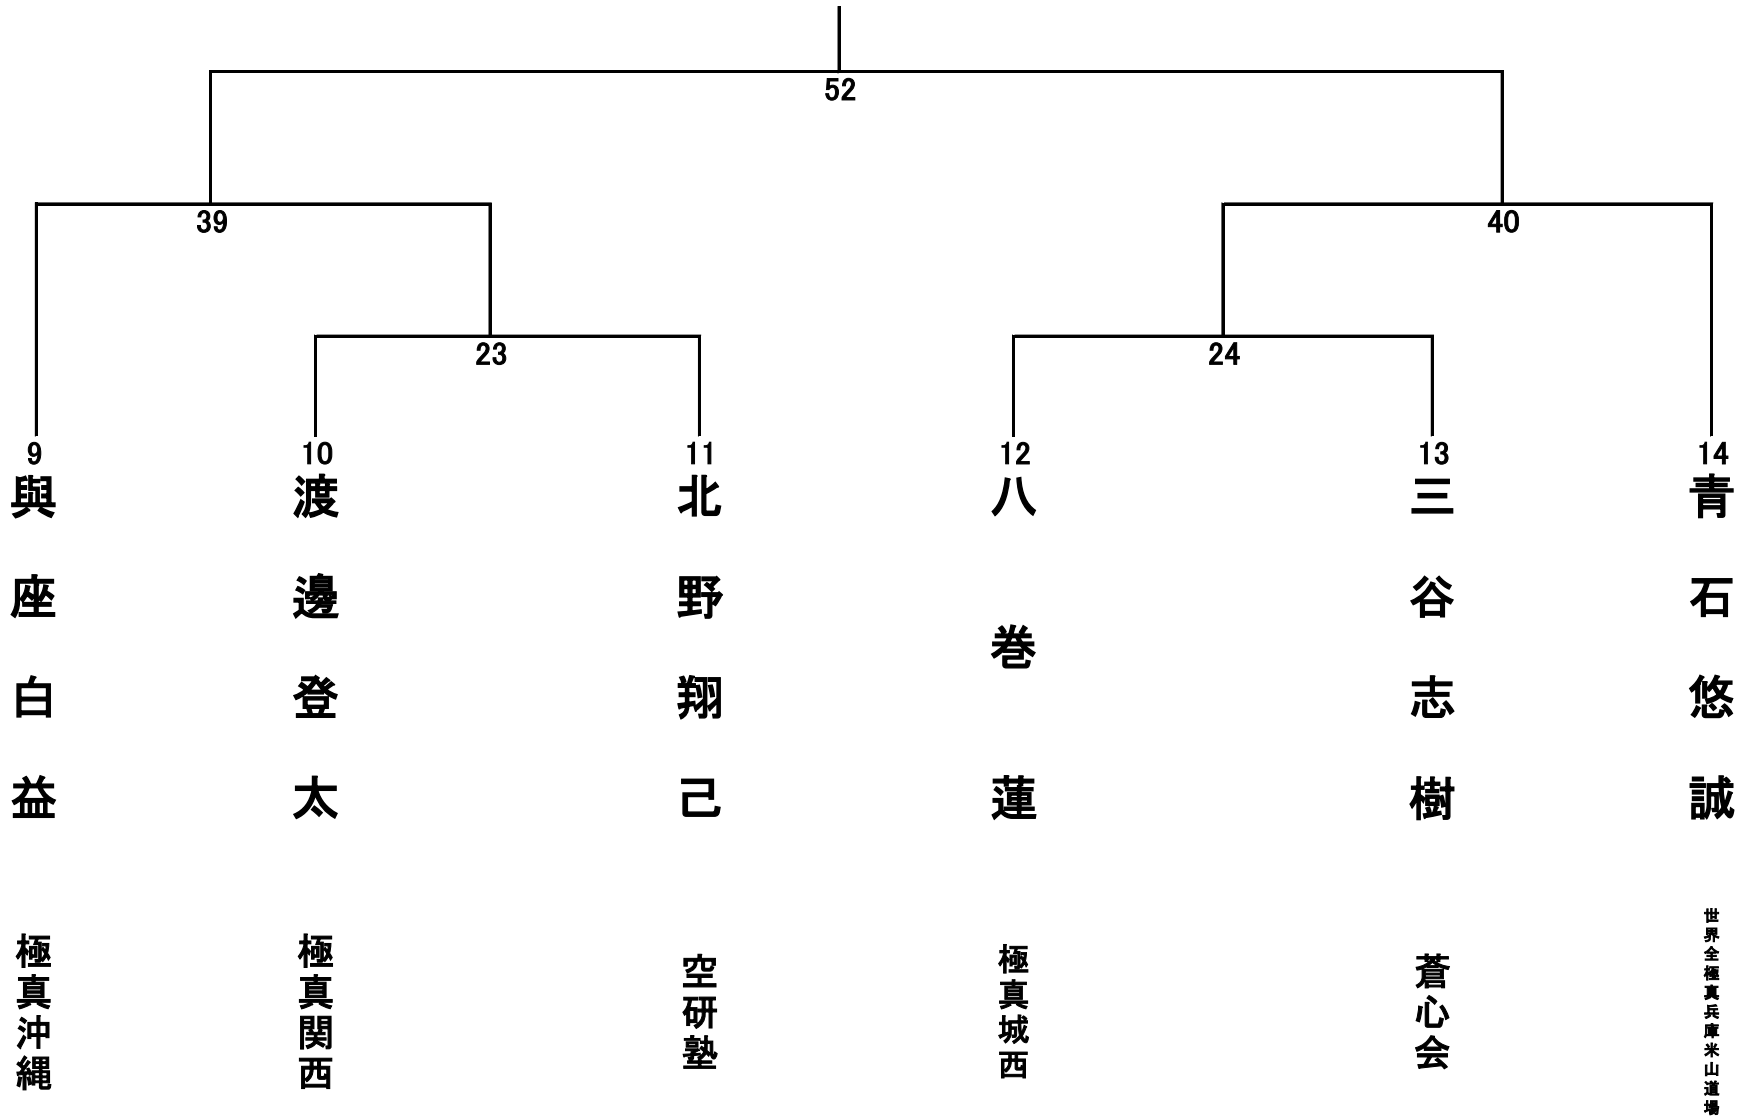 52
39
40
23
24
9
與座白益
極真沖縄
10
渡邊登太
極真関西
11
北野翔己
空研塾
12
八巻蓮
極真城西
13
三谷志樹
蒼心会
14
青石悠誠
世界全極真兵庫米山道場